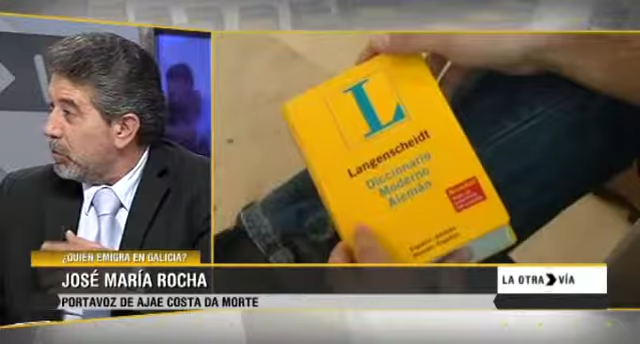 L
Langenscheidt
Diccionario
Moderno
Alemán
¿QUIEN EMIGRA EN GALICIA?
JOSÉ MARÍA ROCHA
PORTAVOZ DE AJAE COSTA DA MORTE
LA OTRA VÍA